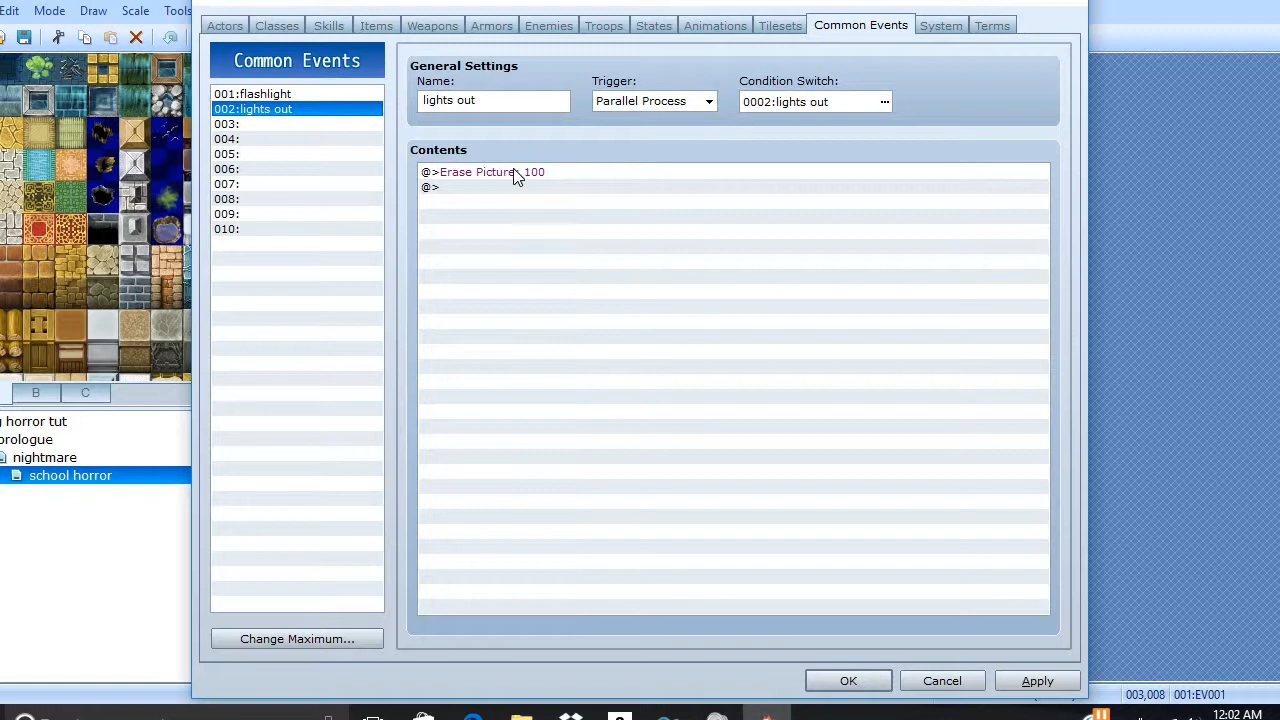 Edit Mode Draw Scale Tools
Actors Classes Skills Items Weapons Armors Enemies Troops States Animations Tilesets Common Events System Terms
Common Events
001:flashlight
002:lights out
003:
004:
005:
006:
007:
008:
009:
010:
Change Maximum...
General Settings
Name: Trigger: Condition Switch:
lights out Parallel Process 0002:lights out ...
Contents
@>Erase Picture: 100
@>
B C
horror tut
prologue
nightmare
school horror
OK Cancel Apply
003,008 001:EV001
12:02 AM